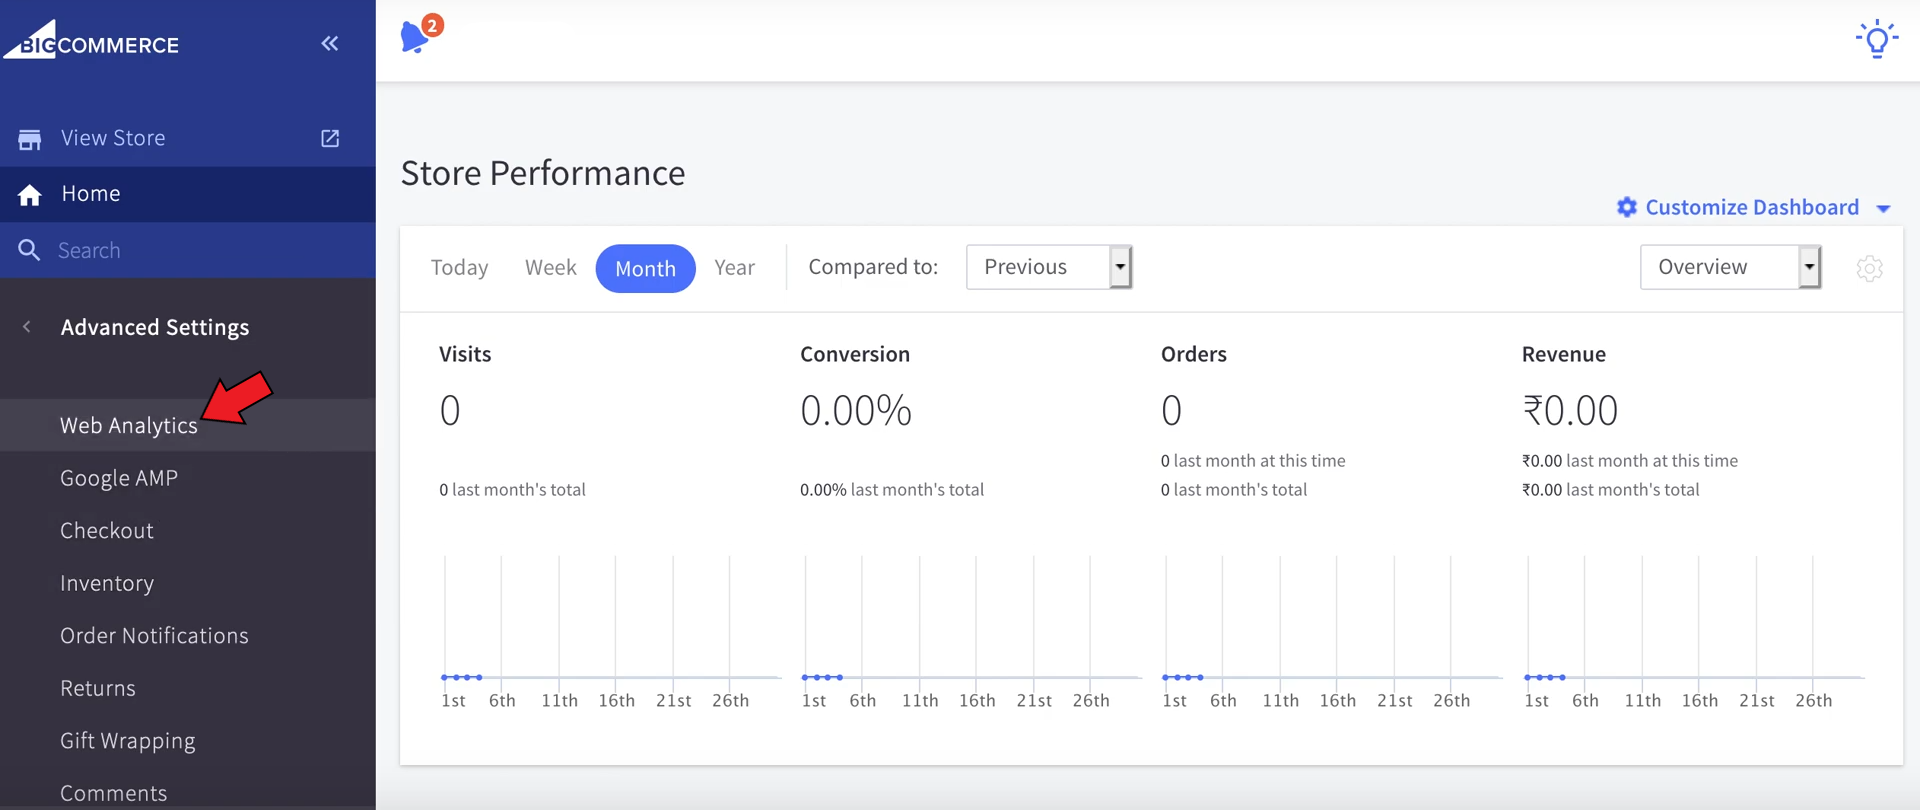 BIGCOMMERCE
2
View Store
Home
Search
Advanced Settings
Web Analytics
Google AMP
Checkout
Inventory
Order Notifications
Returns
Gift Wrapping
Comments
Store Performance
Customize Dashboard
Today Week Month Year Compared to: Previous Overview
Visits Conversion Orders Revenue
0 0.00% 0 ₹0.00
0 last month at this time ₹0.00 last month at this time
0 last month's total 0.00% last month's total 0 last month's total ₹0.00 last month's total
1st 6th 11th 16th 21st 26th 1st 6th 11th 16th 21st 26th 1st 6th 11th 16th 21st 26th 1st 6th 11th 16th 21st 26th